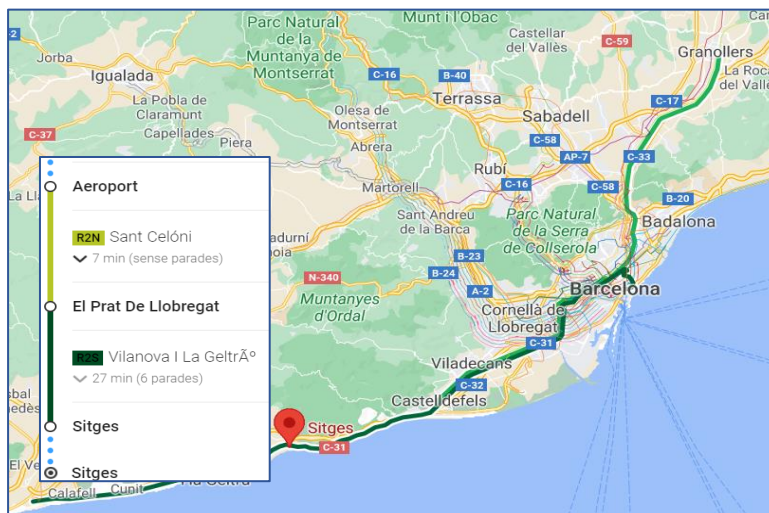 Parc Natural
de la
Muntanya de
Montserrat
Munt i l'Obac
Castellar
del Vallès
C-59
Granollers
La Roca
del Vallè
Jorba
Igualada
C-16
B-40
Terrassa
Sabadell
C-17
La Pobla de
Claramunt
Olesa de
Montserrat
C-37
Capellades
Piera
Abrera
C-58
AP-7
C-33
Rubí
C-16
C-58
B-20
Martorell
Sant Andreu
de la Barca
Parc Natural
de la Serra
de Collserola
Badalona
B-23
B-24
N-340
A-2
Muntanyes
d'Ordal
Barcelona
Cornellà de
Llobregat
C-31
Viladecans
C-32
Castelldefels
Sitges
C-31
Calafell
Cunit
Aeroport
R2N Sant Celóni
7 min (sense parades)
El Prat De Llobregat
R2S Vilanova I La GeltrÃº
27 min (6 parades)
Sitges
Sitges